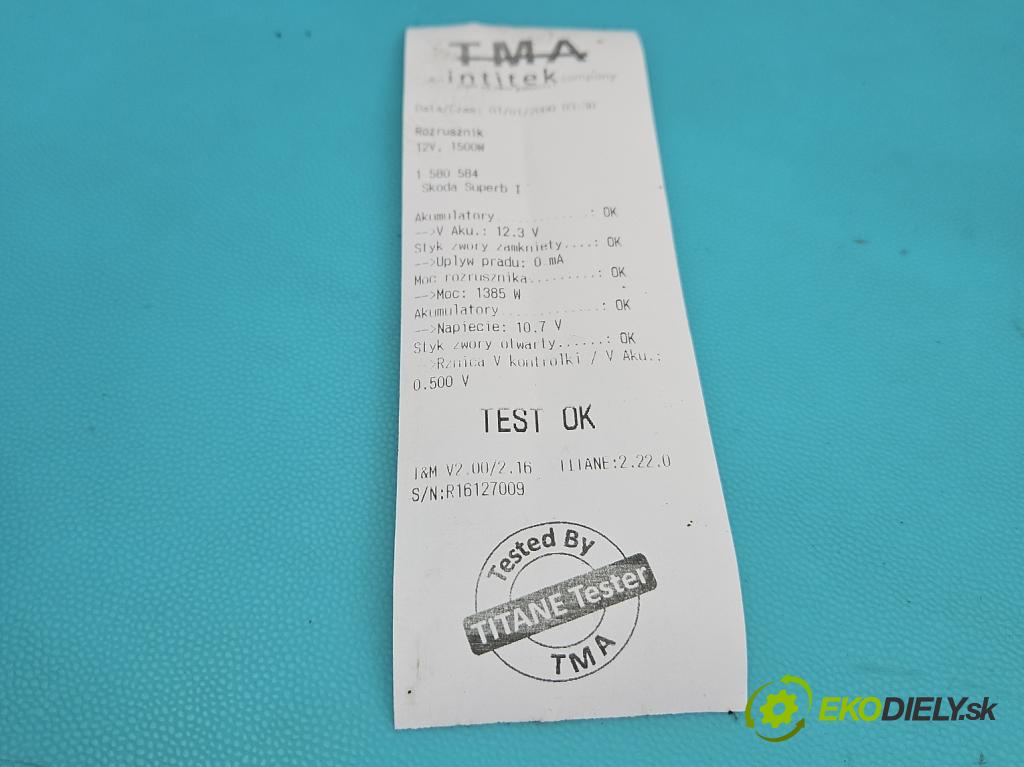 TMA
intitek company
Data/Czas: 01/01/2000 03:30
Rozrusznik
12V, 1500W
1 580 584
Skoda Superb I
Akumulatory............: OK
-->V Aku.: 12.3 V
Styk zwory zamkniety....: OK
-->Uplyw pradu: 0 mA
Moc rozrusznika.........: OK
-->Moc: 1385 W
Akumulatory.............: OK
-->Napiecie: 10.7 V
Styk zwory otwarty......: OK
-->Rznica V kontrolki / V Aku.:
0.500 V
TEST OK
T&M V2.00/2.16 TITANE:2.22.0
S/N:R16127009
Tested By
TITANE Tester
TMA
EKODIELY.sk